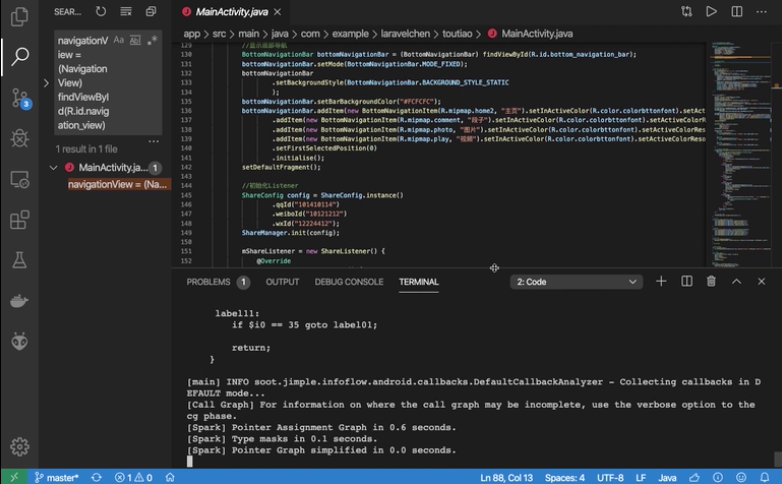 SEAR...
MainActivity.java
navigationV
iew =
(Navigation
View)
findViewBy
Id(R.id.navig
ation_view)
Aa
Ab
.*
1 result in 1 file
MainActivity.ja... 1
navigationView = (Na...
3
app > src > main > java > com > example > laravelchen > toutiao > MainActivity.java
129 //显示底部导航
130 BottomNavigationBar bottomNavigationBar = (BottomNavigationBar) findViewById(R.id.bottom_navigation_bar);
131 bottomNavigationBar.setMode(BottomNavigationBar.MODE_FIXED);
132 bottomNavigationBar
133 .setBackgroundStyle(BottomNavigationBar.BACKGROUND_STYLE_STATIC
134 );
135 bottomNavigationBar.setBarBackgroundColor("#FCFCFC");
136 bottomNavigationBar.addItem(new BottomNavigationItem(R.mipmap.home2, "主页").setInActiveColor(R.color.colorbttonfont).setActi
137 .addItem(new BottomNavigationItem(R.mipmap.comment, "段子").setInActiveColor(R.color.colorbttonfont).setActiveColorRes
138 .addItem(new BottomNavigationItem(R.mipmap.photo, "图片").setInActiveColor(R.color.colorbttonfont).setActiveColorResou
139 .addItem(new BottomNavigationItem(R.mipmap.play, "视频").setInActiveColor(R.color.colorbttonfont).setActiveColorResou
140 .setFirstSelectedPosition(0)
141 .initialise();
142 setDefaultFragment();
143
144 //初始化Listener
145 ShareConfig config = ShareConfig.instance()
146 .qqId("101410114")
147 .weiboId("10121212")
148 .wxId("12224412");
149 ShareManager.init(config);
150
151 mShareListener = new ShareListener() {
152 @Override
PROBLEMS 1 OUTPUT DEBUG CONSOLE TERMINAL 2: Code
label11:
if $i0 == 35 goto label01;
return;
}
[main] INFO soot.jimple.infoflow.android.callbacks.DefaultCallbackAnalyzer - Collecting callbacks in D
EFAULT mode...
[Call Graph] For information on where the call graph may be incomplete, use the verbose option to the
cg phase.
[Spark] Pointer Assignment Graph in 0.6 seconds.
[Spark] Type masks in 0.1 seconds.
[Spark] Pointer Graph simplified in 0.0 seconds.
master* 1 0 Ln 88, Col 13 Spaces: 4 UTF-8 LF Java